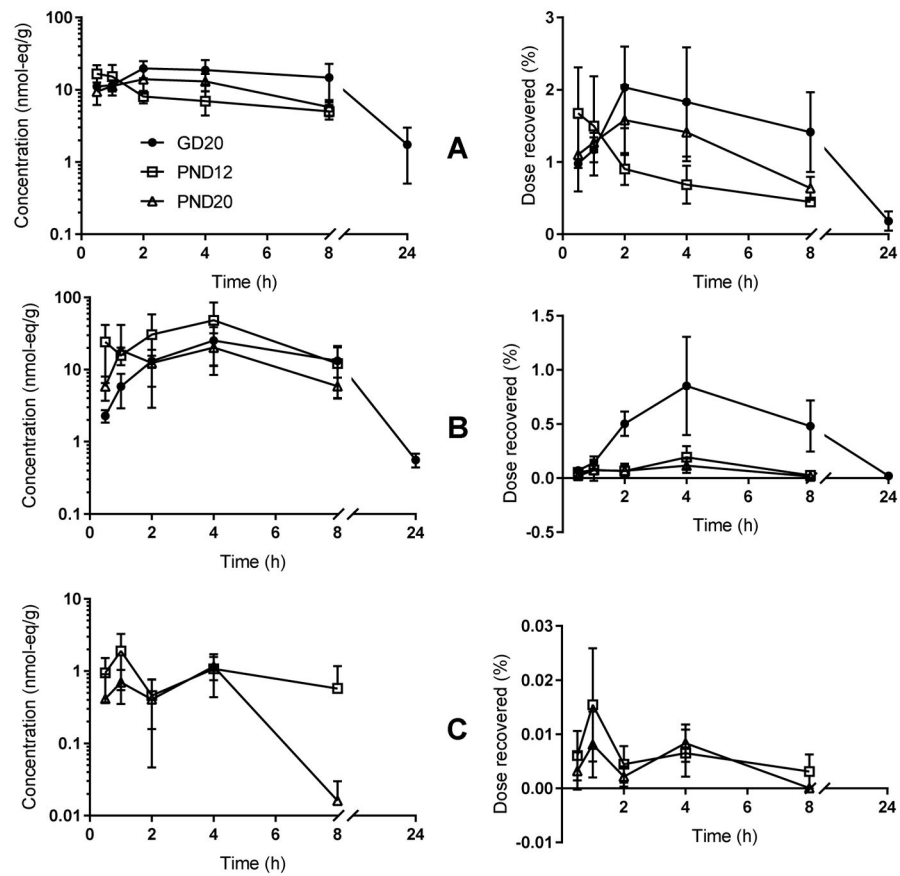 Concentration (nmol-eq/g)
100
10
1
0.1
GD20
PND12
PND20
0 2 4 6 8 24
Time (h)
A
Dose recovered (%)
3
2
1
0
0 2 4 6 8 24
Time (h)
Concentration (nmol-eq/g)
100
10
1
0.1
0 2 4 6 8 24
Time (h)
B
Dose recovered (%)
1.5
1.0
0.5
0.0
-0.5
2 4 6 8 24
Time (h)
Concentration (nmol-eq/g)
10
1
0.1
0.01
0 2 4 6 8 24
Time (h)
C
Dose recovered (%)
0.03
0.02
0.01
0.00
-0.01
2 4 6 8 24
Time (h)